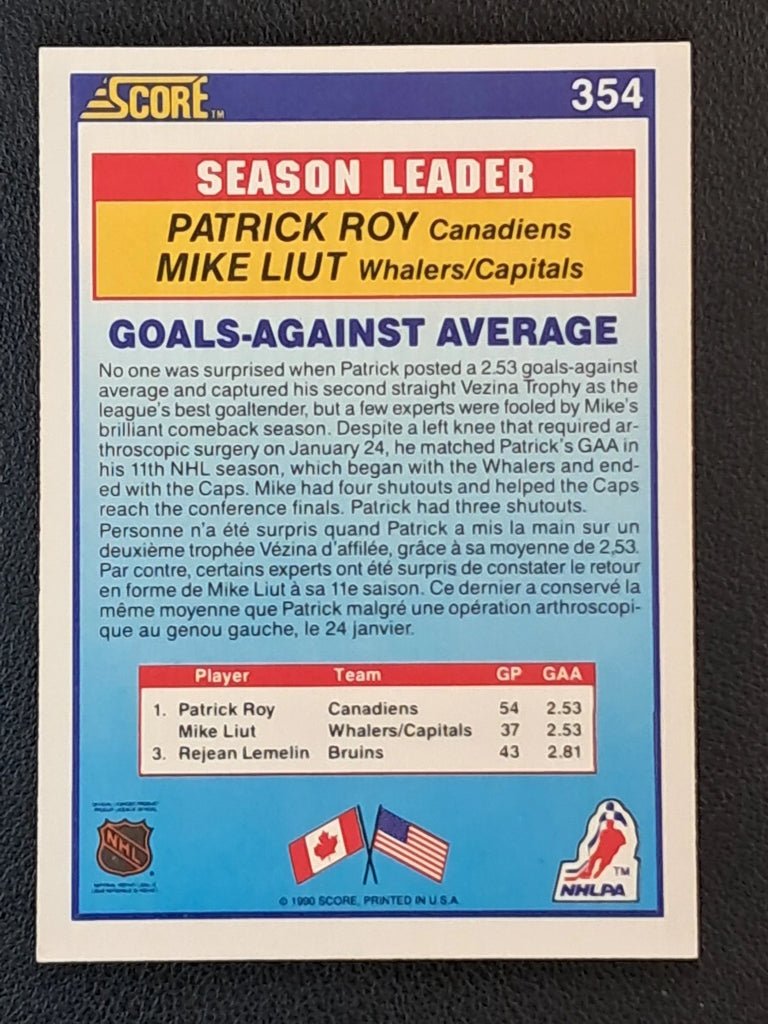 SCORE TM
354
SEASON LEADER
PATRICK ROY Canadiens
MIKE LIUT Whalers/Capitals
GOALS-AGAINST AVERAGE
No one was surprised when Patrick posted a 2.53 goals-against
average and captured his second straight Vezina Trophy as the
league's best goaltender, but a few experts were fooled by Mike's
brilliant comeback season. Despite a left knee that required ar-
throscopic surgery on January 24, he matched Patrick's GAA in
his 11th NHL season, which began with the Whalers and end-
ed with the Caps. Mike had four shutouts and helped the Caps
reach the conference finals. Patrick had three shutouts.
Personne n'a été surpris quand Patrick a mis la main sur un
deuxième trophée Vézina d'affilée, grâce à sa moyenne de 2,53.
Par contre, certains experts ont été surpris de constater le retour
en forme de Mike Liut à sa 11e saison. Ce dernier a conservé la
même moyenne que Patrick malgré une opération arthroscopi-
que au genou gauche, le 24 janvier.
Player Team GP GAA
1. Patrick Roy Canadiens 54 2.53
Mike Liut Whalers/Capitals 37 2.53
3. Rejean Lemelin Bruins 43 2.81
NHL
TM
NHLPA
© 1990 SCORE, PRINTED IN U.S.A.